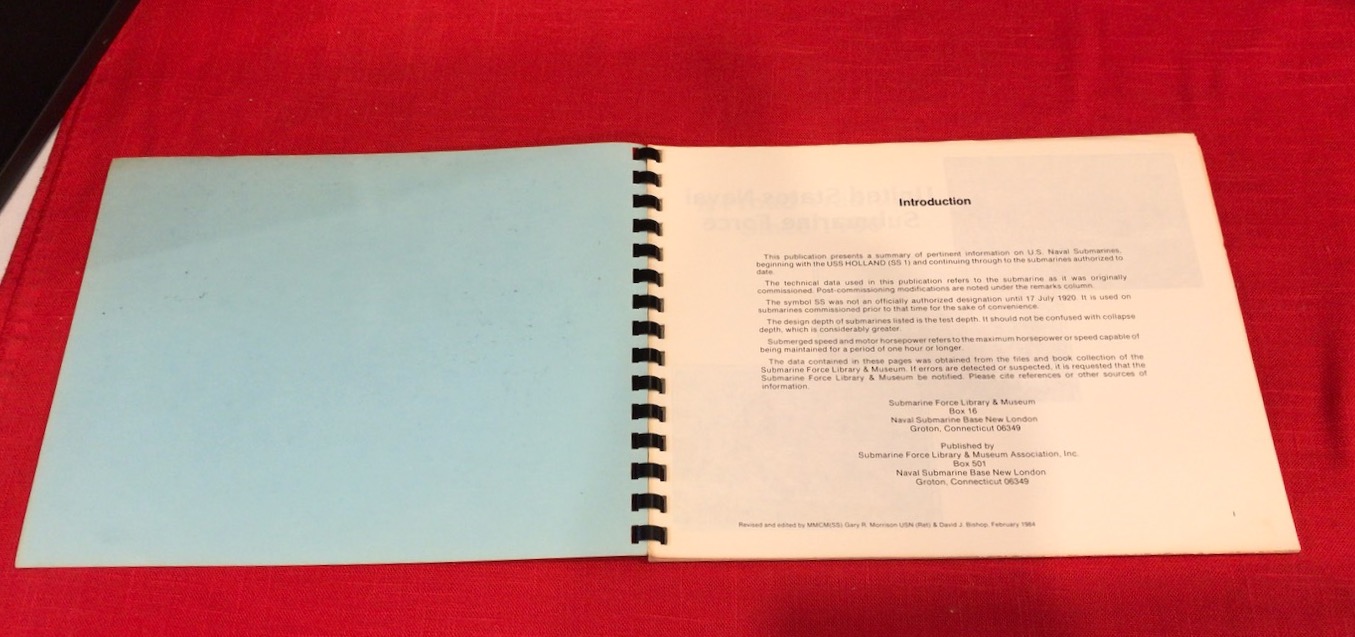 Introduction
This publication presents a summary of pertinent information on U.S. Naval Submarines,
beginning with the USS HOLLAND (SS 1) and continuing through to the submarines authorized to
date.
The technical data used in this publication refers to the submarine as it was originally
commissioned. Post-commissioning modifications are noted under the remarks column.
The symbol SS was not an officially authorized designation until 17 July 1920. It is used on
submarines commissioned prior to that time for the sake of convenience.
The design depth of submarines listed is the test depth. It should not be confused with collapse
depth, which is considerably greater.
Submerged speed and motor horsepower refers to the maximum horsepower or speed capable of
being maintained for a period of one hour or longer.
The data contained in these pages was obtained from the files and book collection of the
Submarine Force Library & Museum. If errors are detected or suspected, it is requested that the
Submarine Force Library & Museum be notified. Please cite references or other sources of
information.
Submarine Force Library & Museum
Box 16
Naval Submarine Base New London
Groton, Connecticut 06349
Published by
Submarine Force Library & Museum Association, Inc.
Box 501
Naval Submarine Base New London
Groton, Connecticut 06349
Revised and edited by MMCM(SS) Gary R. Morrison USN (Ret) & David J. Bishop, February 1984
1
United States Naval
Submarine Force